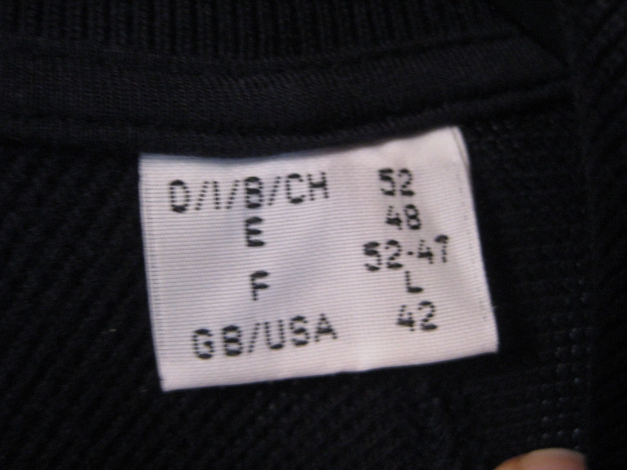 D/I/B/CH 52
E 48
52-47
F L
GB/USA 42